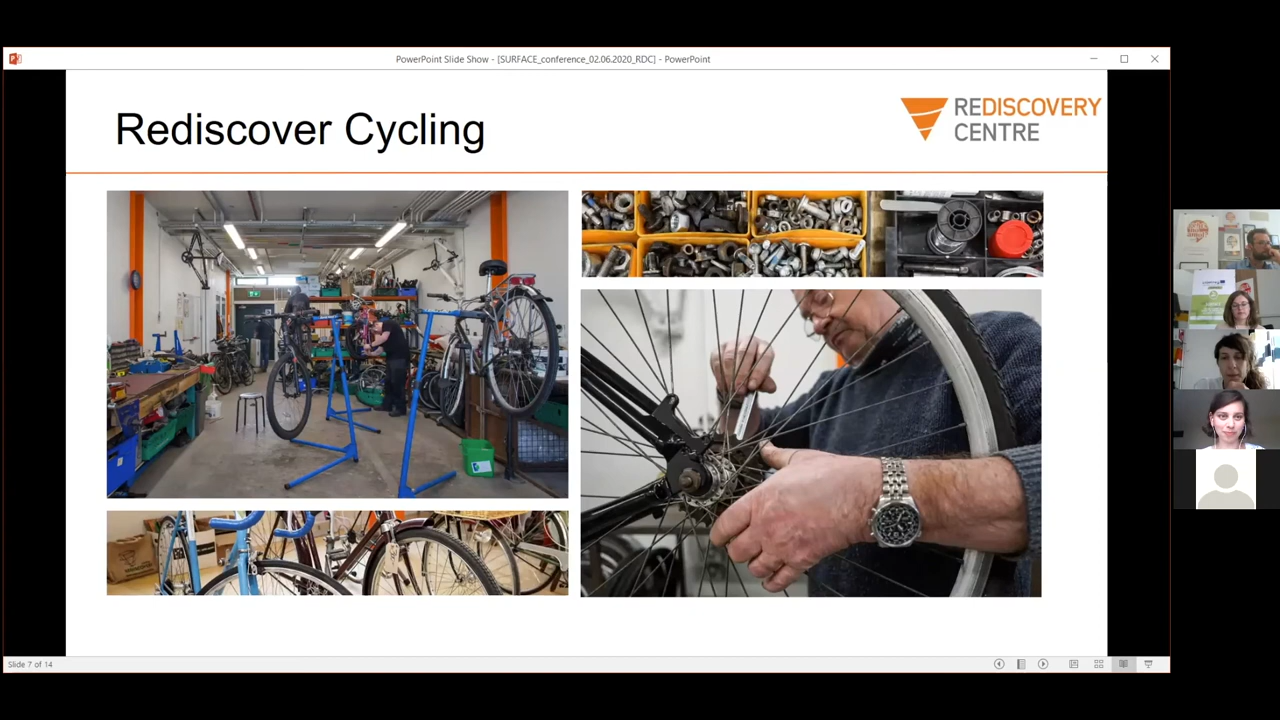 PowerPoint Slide Show - [SURFACE_conference_02.06.2020_RDC] - PowerPoint
Rediscover Cycling
REDISCOVERY
CENTRE
Slide 7 of 14